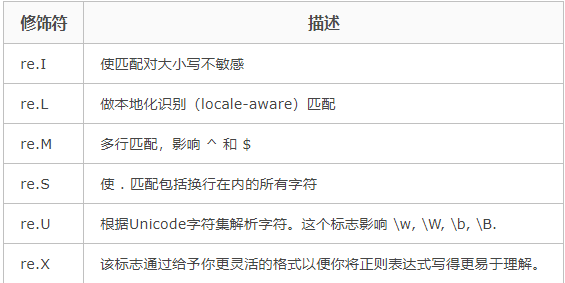 修饰符 描述
re.I 使匹配对大小写不敏感
re.L 做本地化识别（locale-aware）匹配
re.M 多行匹配，影响 ^ 和 $
re.S 使 . 匹配包括换行在内的所有字符
re.U 根据Unicode字符集解析字符。这个标志影响 \w, \W, \b, \B.
re.X 该标志通过给予你更灵活的格式以便你将正则表达式写得更易于理解。